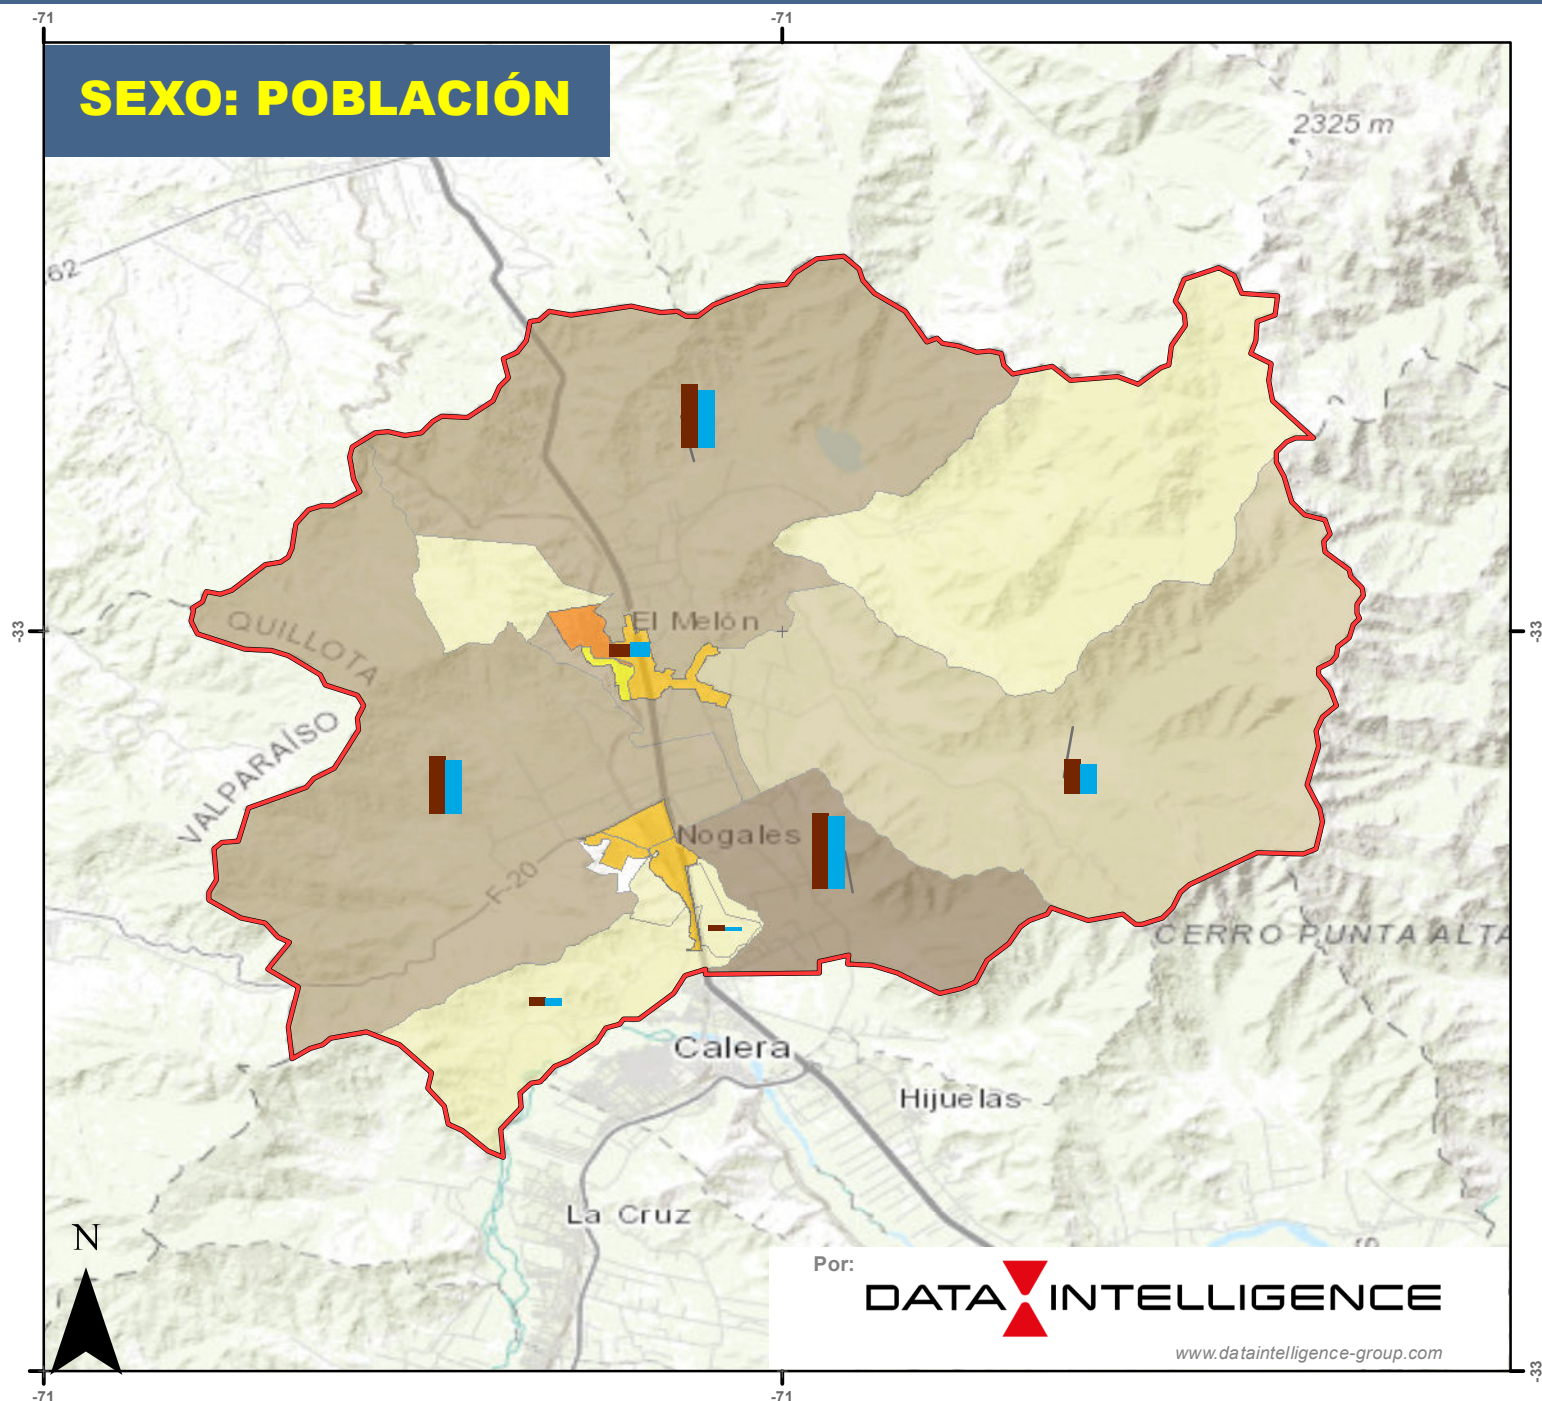 -71
-71
SEXO: POBLACIÓN
2325 m
62
El Melón
QUILLOTA
-33
-33
VALPARAÍSO
Nogales
F-20
CERRO PUNTA ALTA
Calera
Hijuelas
La Cruz
N
Por:
DATA INTELLIGENCE
www.dataintelligence-group.com
-33
-71
-71